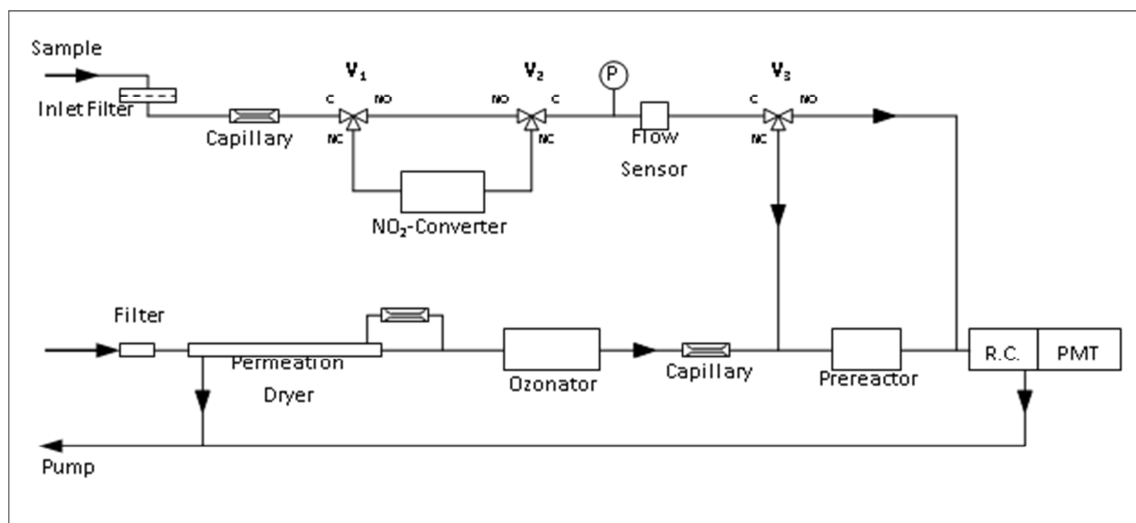 Sample
Inlet Filter
Capillary
C
V₁
NO
NC
NO₂-Converter
NO
V₂
C
NC
P
Flow
Sensor
C
V₃
NO
NC
Filter
Permeation
Dryer
Ozonator
Capillary
Prereactor
R.C.
PMT
Pump